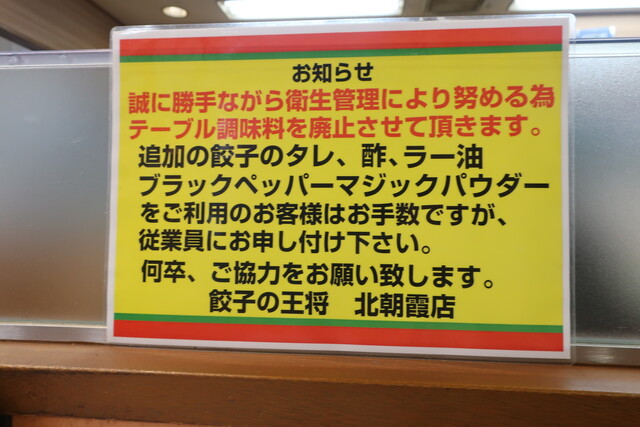 お知らせ
誠に勝手ながら衛生管理により努める為
テーブル調味料を廃止させて頂きます。
追加の餃子のタレ、酢、ラー油
ブラックペッパーマジックパウダー
をご利用のお客様はお手数ですが、
従業員にお申し付け下さい。
何卒、ご協力をお願い致します。
餃子の王将　北朝霞店